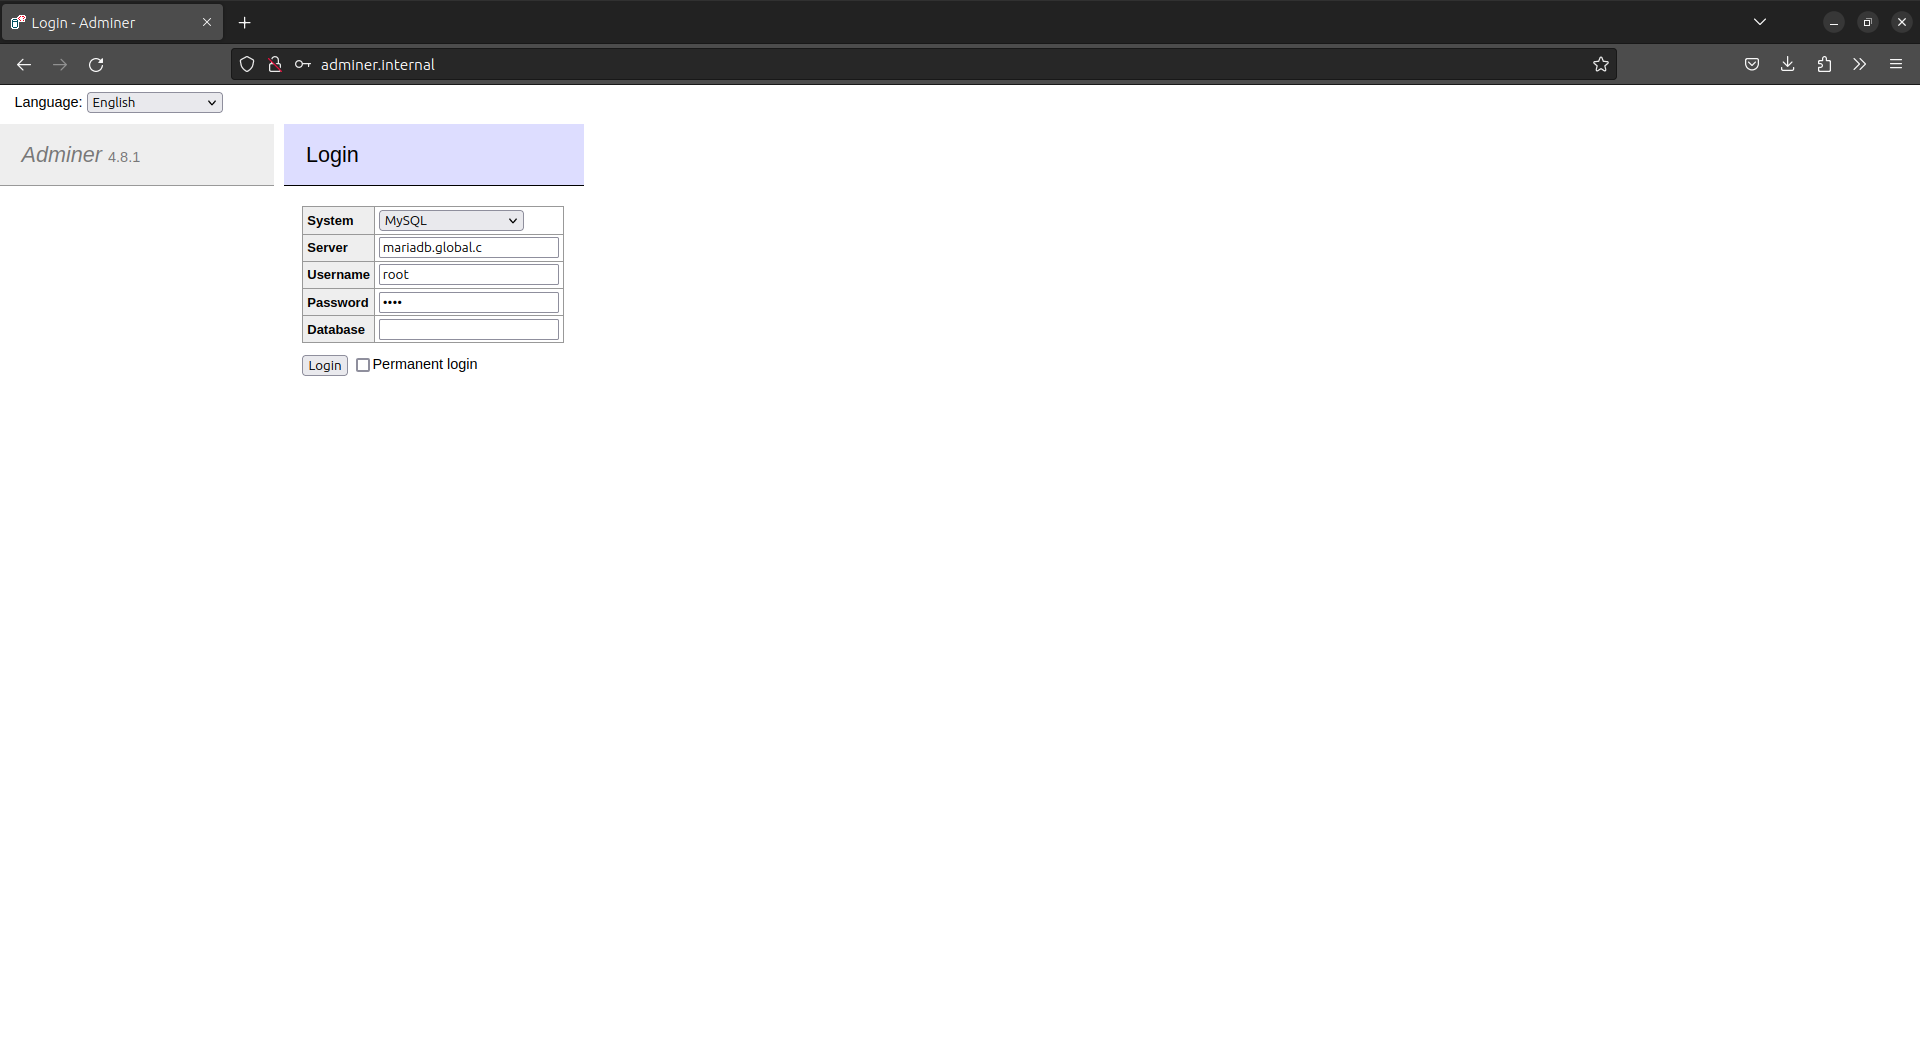 Login - Adminer
adminer.internal
Language: English
Adminer 4.8.1
Login
System MySQL
Server mariadb.global.c
Username root
Password ••••
Database
Login Permanent login